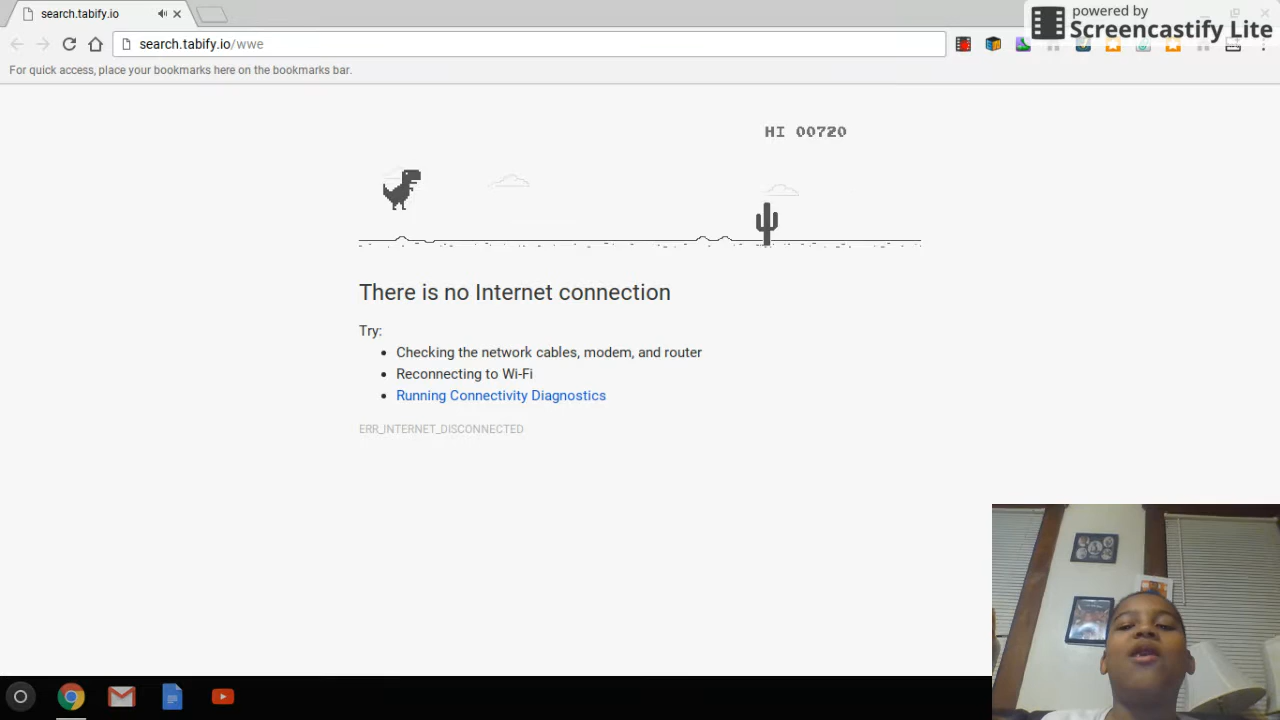 search.tabify.io
powered by
Screencastify Lite
search.tabify.io/wwe
For quick access, place your bookmarks here on the bookmarks bar.
HI 00720
There is no Internet connection
Try:
Checking the network cables, modem, and router
Reconnecting to Wi-Fi
Running Connectivity Diagnostics
ERR_INTERNET_DISCONNECTED